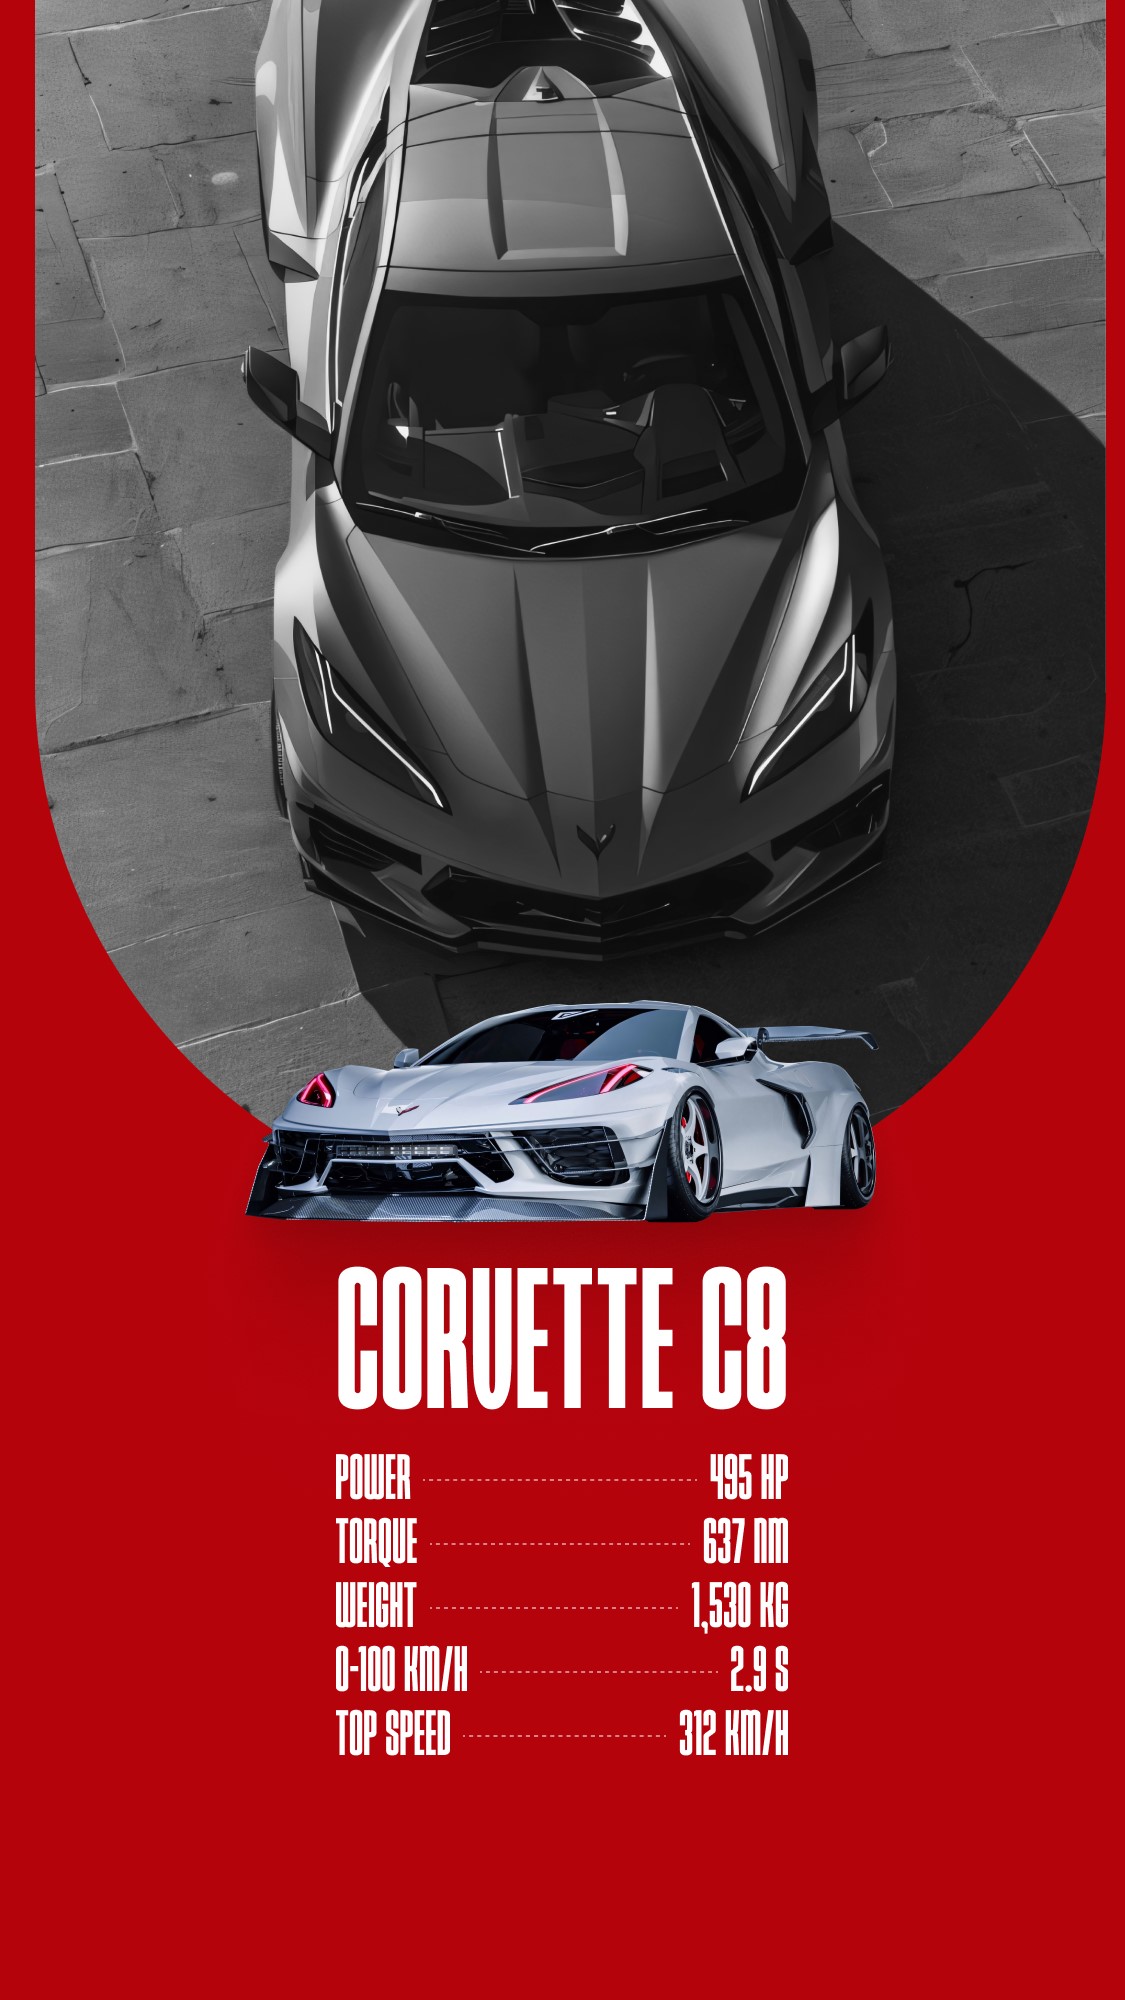 CORVETTE C8
POWER 495 HP
TORQUE 637 NM
WEIGHT 1,530 KG
0-100 KM/H 2.9 S
TOP SPEED 312 KM/H